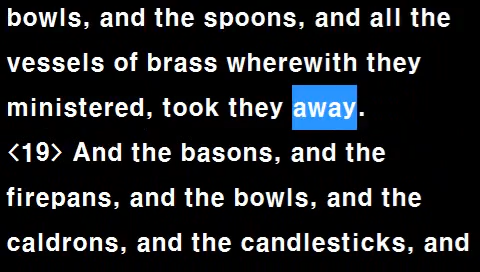 bowls, and the spoons, and all the
vessels of brass wherewith they
ministered, took they away.
<19> And the basons, and the
firepans, and the bowls, and the
caldrons, and the candlesticks, and